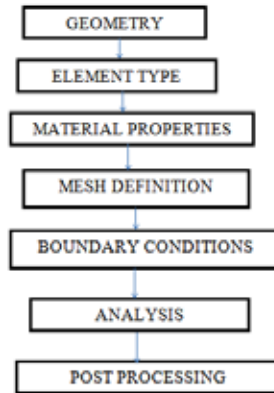 GEOMETRY
ELEMENT TYPE
MATERIAL PROPERTIES
MESH DEFINITION
BOUNDARY CONDITIONS
ANALYSIS
POST PROCESSING